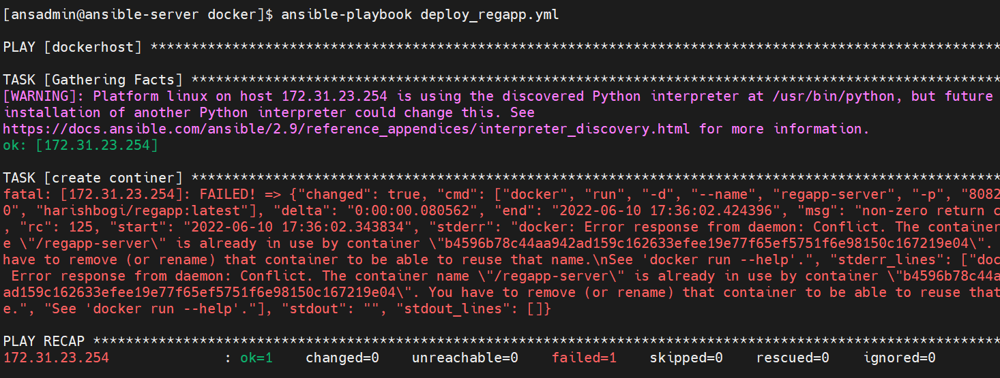 [ansadmin@ansible-server docker]$ ansible-playbook deploy_regapp.yml
PLAY [dockerhost] ********************************************************************************************************
TASK [Gathering Facts] ***************************************************************************************************
[WARNING]: Platform linux on host 172.31.23.254 is using the discovered Python interpreter at /usr/bin/python, but future
installation of another Python interpreter could change this. See
https://docs.ansible.com/ansible/2.9/reference_appendices/interpreter_discovery.html for more information.
ok: [172.31.23.254]
TASK [create continer] ***************************************************************************************************
fatal: [172.31.23.254]: FAILED! => {"changed": true, "cmd": ["docker", "run", "-d", "--name", "regapp-server", "-p", "8082
0", "harishbogi/regapp:latest"], "delta": "0:00:00.080562", "end": "2022-06-10 17:36:02.424396", "msg": "non-zero return c
, "rc": 125, "start": "2022-06-10 17:36:02.343834", "stderr": "docker: Error response from daemon: Conflict. The container
e \"/regapp-server\" is already in use by container \"b4596b78c44aa942ad159c162633efee19e77f65ef5751f6e98150c167219e04\".
have to remove (or rename) that container to be able to reuse that name.\nSee 'docker run --help'.", "stderr_lines": ["doc
Error response from daemon: Conflict. The container name \"/regapp-server\" is already in use by container \"b4596b78c44a
ad159c162633efee19e77f65ef5751f6e98150c167219e04\". You have to remove (or rename) that container to be able to reuse that
e.", "See 'docker run --help'."], "stdout": "", "stdout_lines": []}
PLAY RECAP ***************************************************************************************************************
172.31.23.254 : ok=1 changed=0 unreachable=0 failed=1 skipped=0 rescued=0 ignored=0